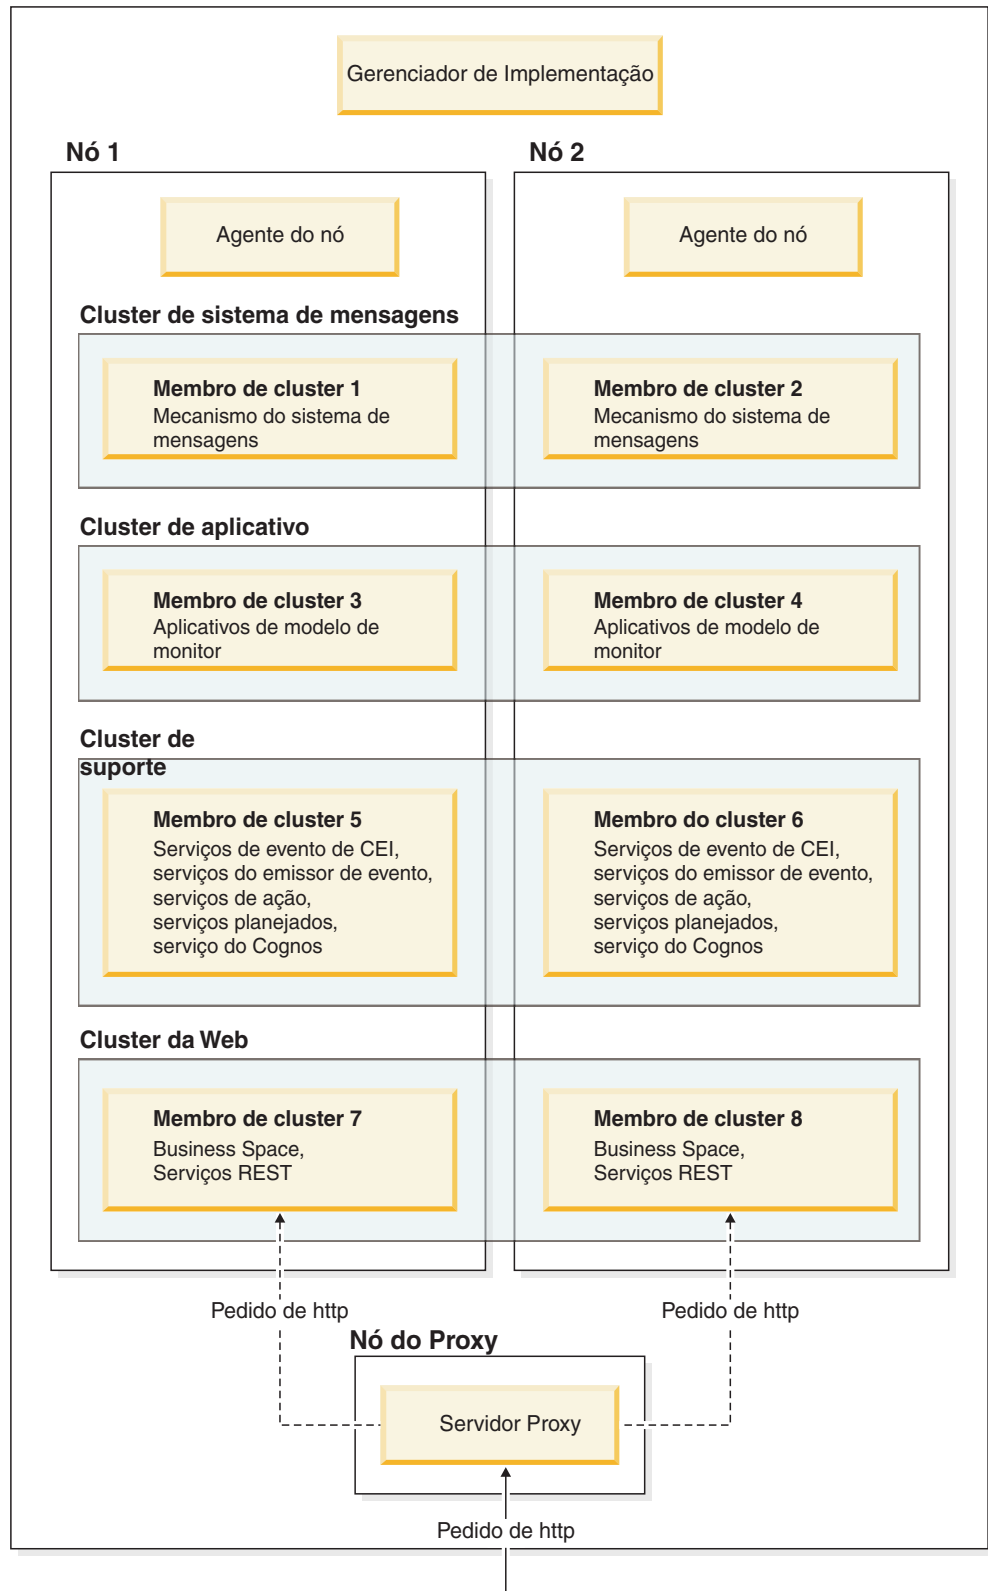 Gerenciador de Implementação
Nó 1
Nó 2
Agente do nó
Agente do nó
Cluster de sistema de mensagens
Membro de cluster 1
Mecanismo do sistema de
mensagens
Membro de cluster 2
Mecanismo do sistema de
mensagens
Cluster de aplicativo
Membro de cluster 3
Aplicativos de modelo de
monitor
Membro de cluster 4
Aplicativos de modelo de
monitor
Cluster de
suporte
Membro de cluster 5
Serviços de evento de CEI,
serviços do emissor de evento,
serviços de ação,
serviços planejados,
serviço do Cognos
Membro do cluster 6
Serviços de evento de CEI,
serviços do emissor de evento,
serviços de ação,
serviços planejados,
serviço do Cognos
Cluster da Web
Membro de cluster 7
Business Space,
Serviços REST
Membro de cluster 8
Business Space,
Serviços REST
Pedido de http
Pedido de http
Nó do Proxy
Servidor Proxy
Pedido de http